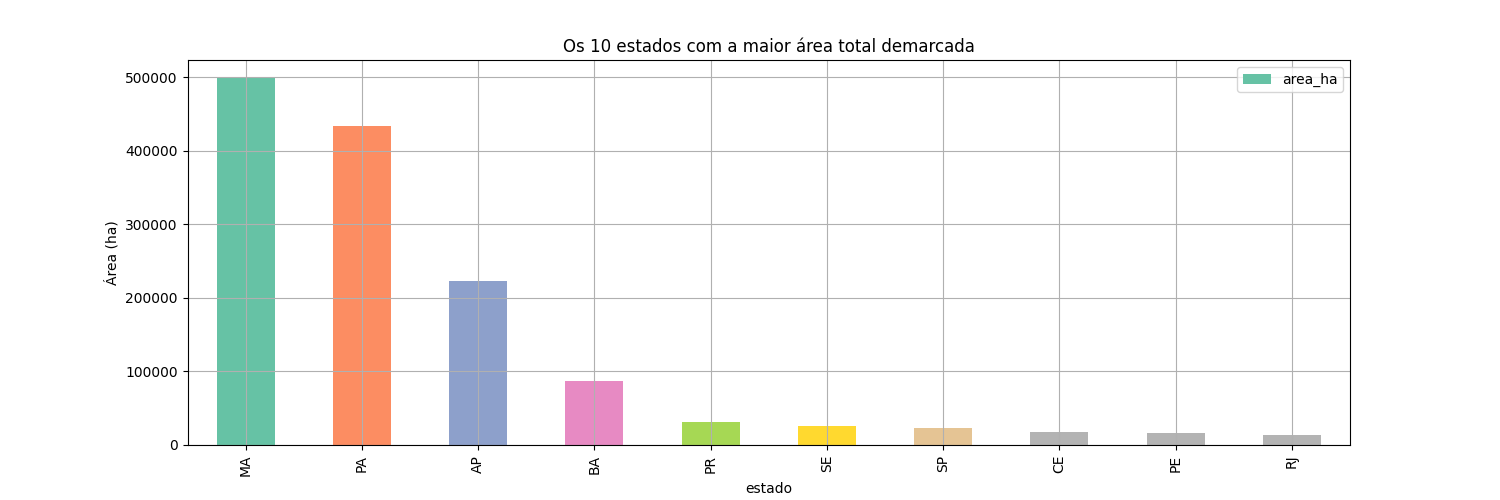 Os 10 estados com a maior área total demarcada
area_ha
Área (ha)
500000
400000
300000
200000
100000
0
MA
PA
AP
BA
PR
SE
SP
CE
PE
RJ
estado